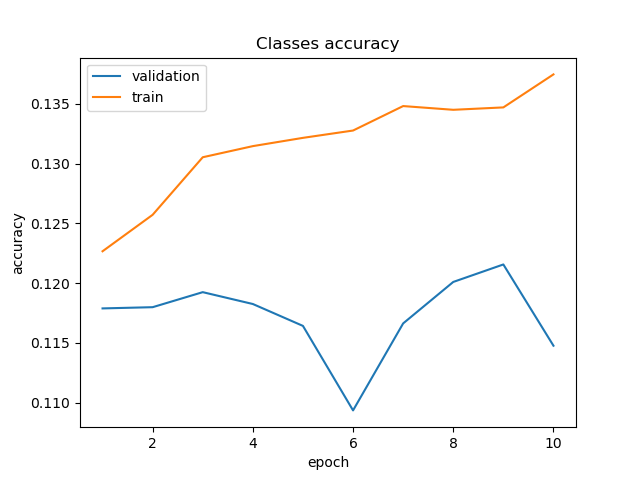 Classes accuracy
validation
train
accuracy
0.135
0.130
0.125
0.120
0.115
0.110
2 4 6 8 10
epoch